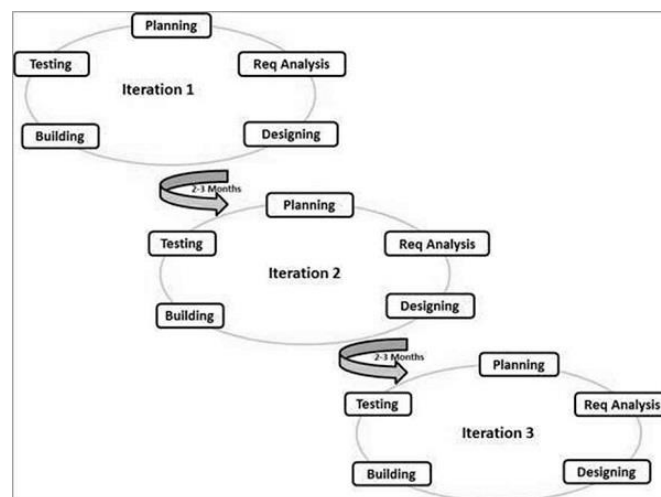 Planning
Testing
Req Analysis
Iteration 1
Building
Designing
2-3 Months
Planning
Testing
Req Analysis
Iteration 2
Designing
Building
2-3 Months
Planning
Testing
Req Analysis
Iteration 3
Building
Designing